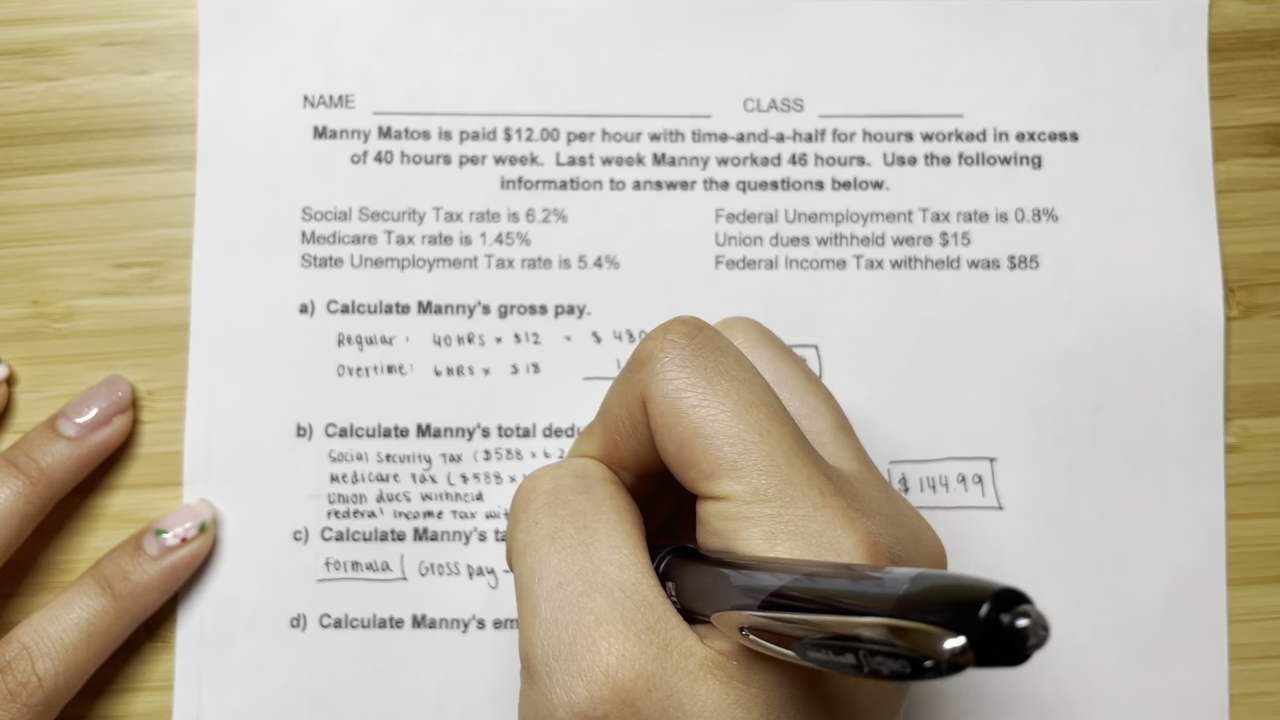 NAME CLASS
Manny Matos is paid $12.00 per hour with time-and-a-half for hours worked in excess
of 40 hours per week. Last week Manny worked 46 hours. Use the following
information to answer the questions below.
Social Security Tax rate is 6.2% Federal Unemployment Tax rate is 0.8%
Medicare Tax rate is 1.45% Union dues withheld were $15
State Unemployment Tax rate is 5.4% Federal Income Tax withheld was $85
a) Calculate Manny's gross pay.
Regular: 40 HRS × $12 = $ 480
Overtime: 6 HRS × $18
b) Calculate Manny's total
Social Security Tax ($588 × 6.2
Medicare Tax ($588 ×
$144.99
Union dues withheld
Federal Income Tax
c) Calculate Manny's
Formula Gross pay -
d) Calculate Manny's